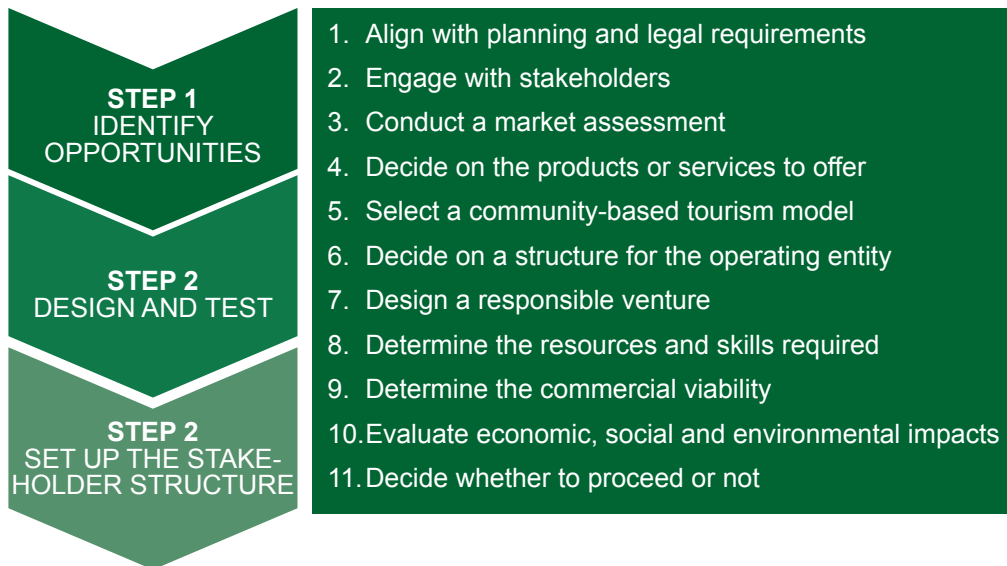 STEP 1
IDENTIFY
OPPORTUNITIES
STEP 2
DESIGN AND TEST
STEP 2
SET UP THE STAKE-
HOLDER STRUCTURE
1. Align with planning and legal requirements
2. Engage with stakeholders
3. Conduct a market assessment
4. Decide on the products or services to offer
5. Select a community-based tourism model
6. Decide on a structure for the operating entity
7. Design a responsible venture
8. Determine the resources and skills required
9. Determine the commercial viability
10.Evaluate economic, social and environmental impacts
11. Decide whether to proceed or not